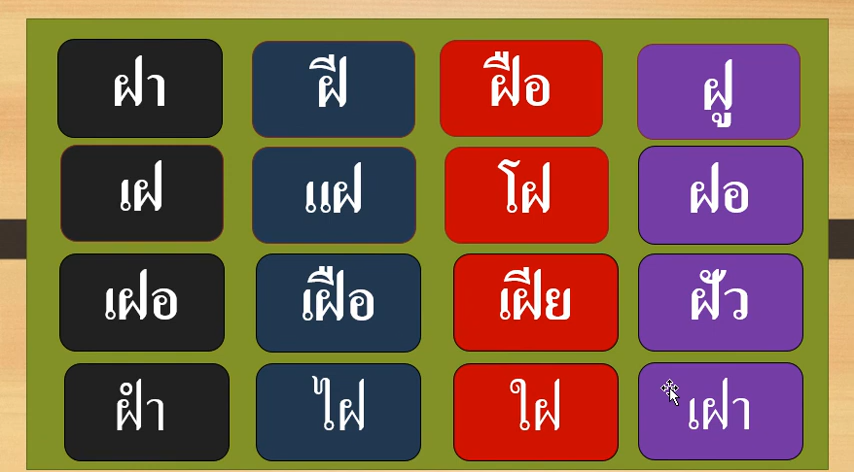 ฝา ฝี ฝือ ฝู
เฝ แฝ โฝ ฝอ
เฝอ เฝือ เฝีย ฝัว
ฝำ ไฝ ใฝ เฝา